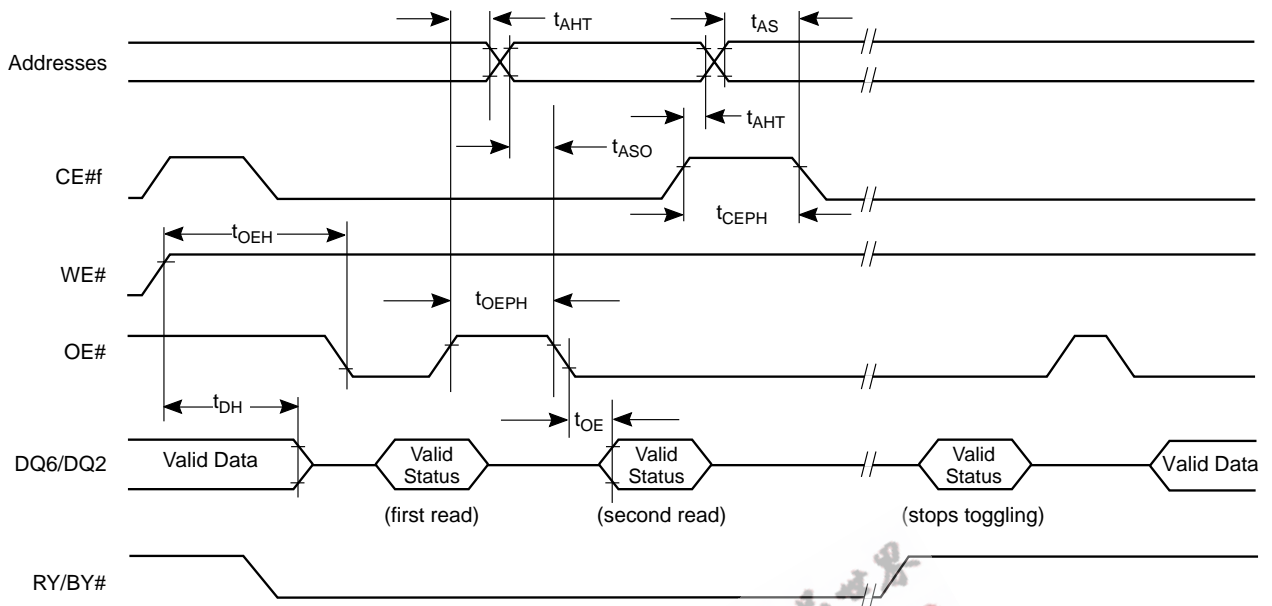 tAHT
tAS
Addresses
tAHT
tASO
CE#f
tCEPH
tOEH
WE#
tOEPH
OE#
tDH
tOE
DQ6/DQ2
Valid Data
Valid
Status
Valid
Status
Valid
Status
Valid Data
(first read)
(second read)
(stops toggling)
RY/BY#